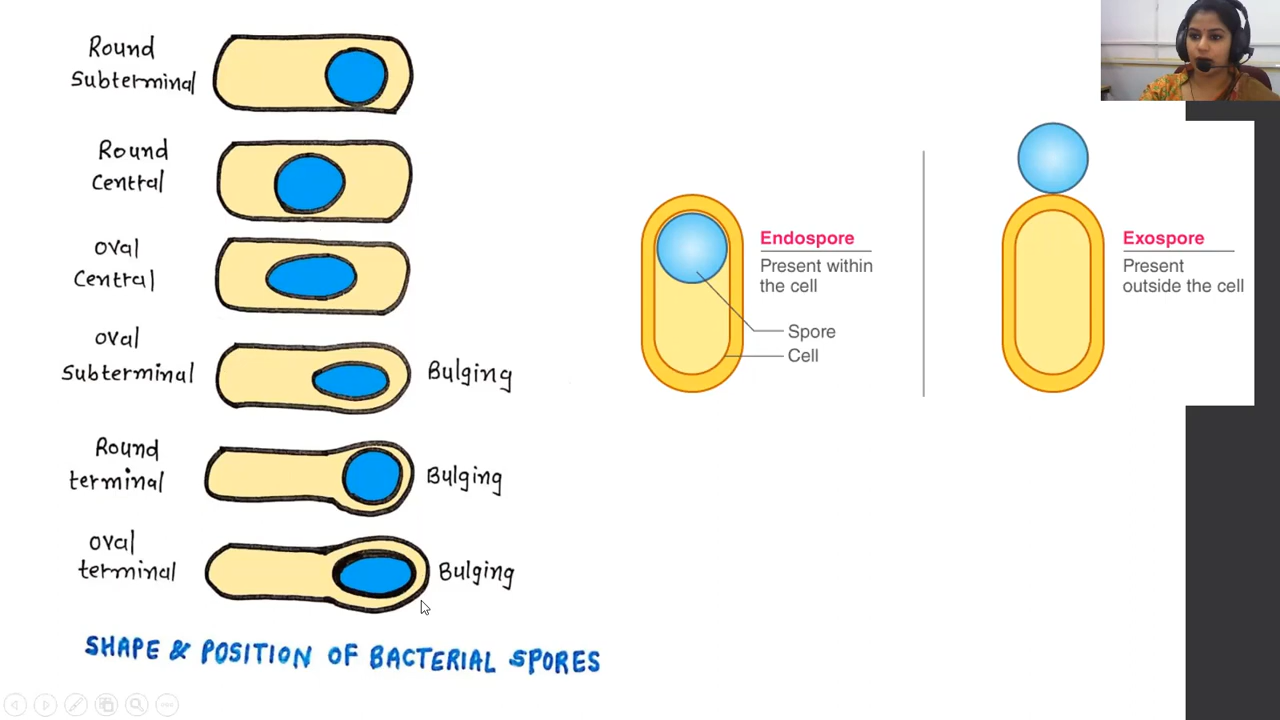 Round
Subterminal
Round
Central
oval
Central
oval
Subterminal
Bulging
Round
terminal
Bulging
oval
terminal
Bulging
SHAPE & POSITION OF BACTERIAL SPORES
Endospore
Present within
the cell
Spore
Cell
Exospore
Present
outside the cell